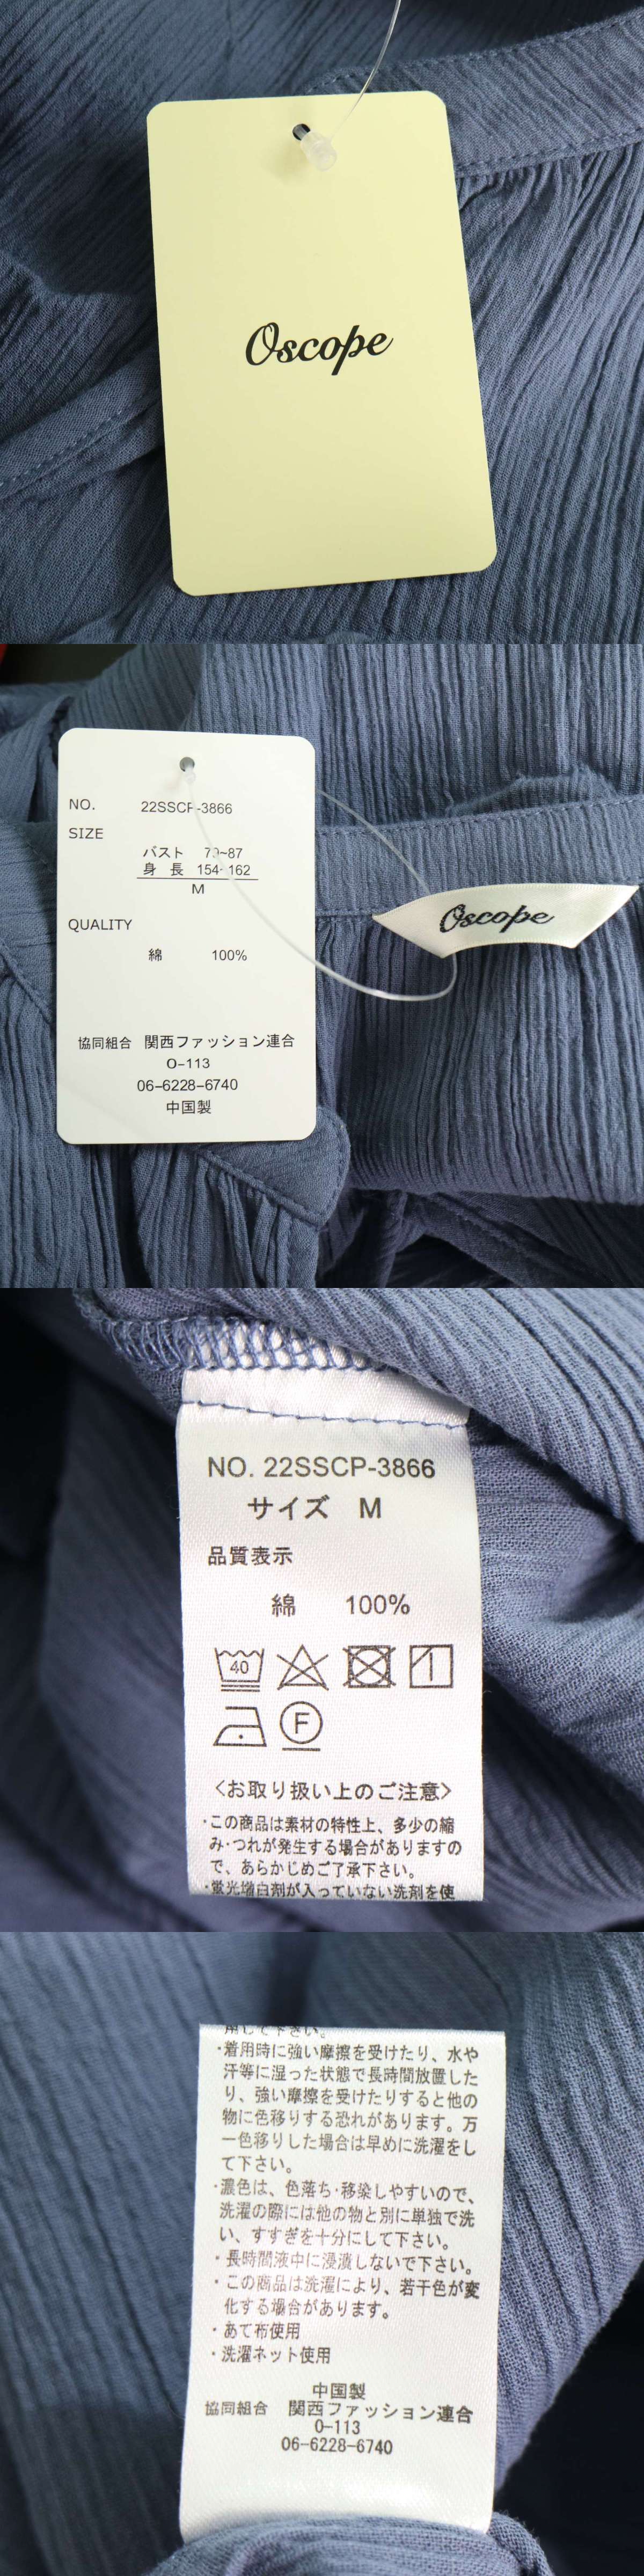 Oscope
NO. 22SSCP-3866
SIZE
バスト 79~87
身 長 154~162
M
QUALITY
綿 100%
協同組合 関西ファッション連合
O-113
06-6228-6740
中国製
Oscope
NO. 22SSCP-3866
サイズ M
品質表示
綿 100%
40
F
<お取り扱い上のご注意>
・この商品は素材の特性上、多少の縮
み・つれが発生する場合がありますの
で、あらかじめご了承下さい。
・蛍光増白剤が入っていない洗剤を使
用して下さい。
・着用時に強い摩擦を受けたり、水や
汗等に湿った状態で長時間放置した
り、強い摩擦を受けたりすると他の
物に色移りする恐れがあります。万
一色移りした場合は早めに洗濯をし
て下さい。
・濃色は、色落ち・移染しやすいので、
洗濯の際には他の物と別に単独で洗
い、すすぎを十分にして下さい。
・長時間液中に浸漬しないで下さい。
・この商品は洗濯により、若干色が変
化する場合があります。
・あて布使用
・洗濯ネット使用
中国製
協同組合 関西ファッション連合
O-113
06-6228-6740